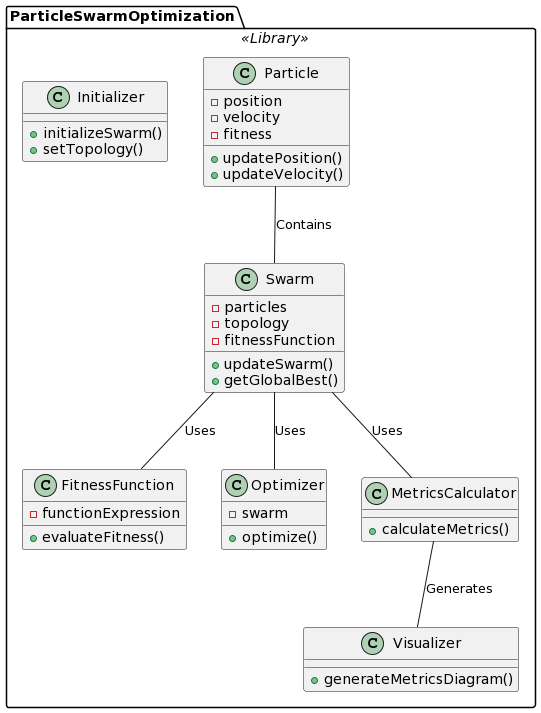 ParticleSwarmOptimization
«Library»
C Initializer
initializeSwarm()
setTopology()
C Particle
position
velocity
fitness
updatePosition()
updateVelocity()
Contains
C Swarm
particles
topology
fitnessFunction
updateSwarm()
getGlobalBest()
Uses
Uses
Uses
C FitnessFunction
functionExpression
evaluateFitness()
C Optimizer
swarm
optimize()
C MetricsCalculator
calculateMetrics()
Generates
C Visualizer
generateMetricsDiagram()